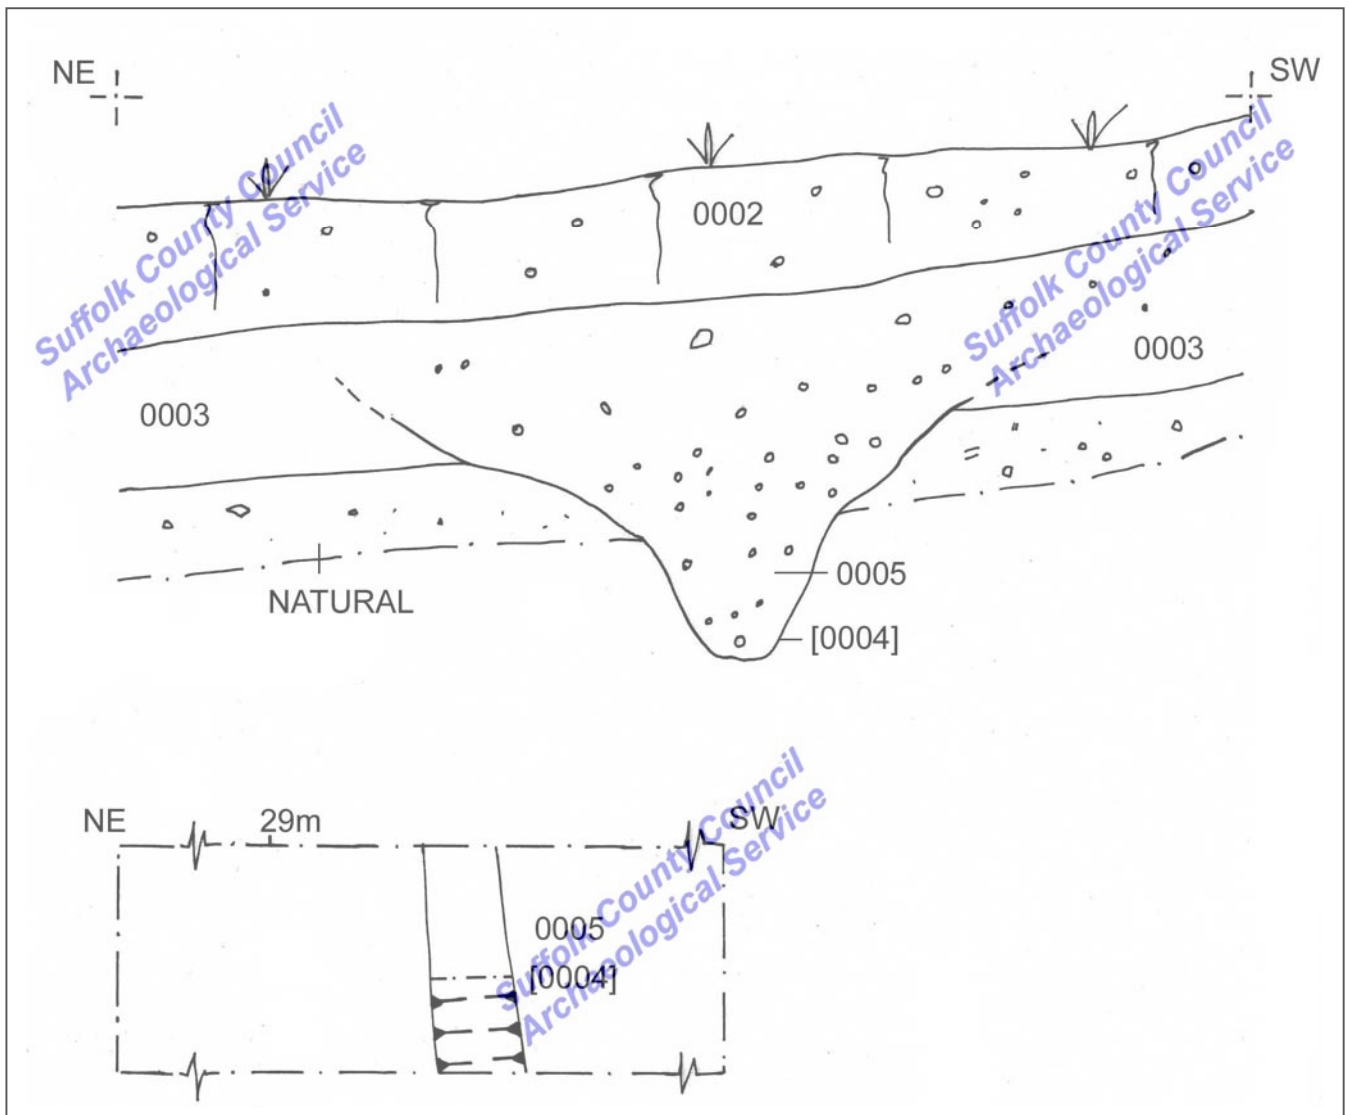 NE
SW
Suffolk County Council
Archaeological Service
0002
Suffolk County Council
Archaeological Service
0003
0003
0005
NATURAL
[0004]
Suffolk County Council
Archaeological Service
NE
29m
SW
0005
[0004]